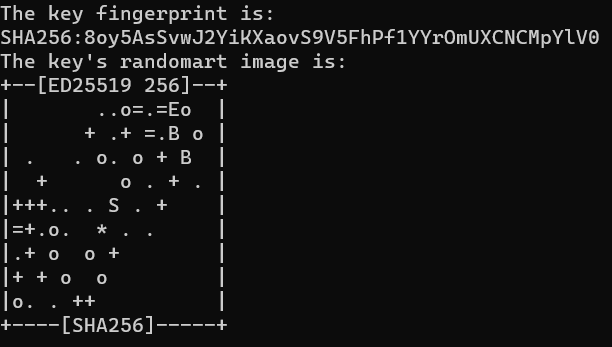 The key fingerprint is:
SHA256:8oy5AsSvwJ2YiKXaovS9V5FhPf1YYrOmUXCNCMpYlV0
The key's randomart image is:
+--[ED25519 256]--+
|       ..o=.=Eo  |
|      + .+ =.B o |
| .   . o. o + B  |
|  +      o . + . |
|+++.. . S . +    |
|=+.o.  * . .     |
|.+ o  o +        |
|+ + o  o         |
|o. . ++          |
+----[SHA256]-----+